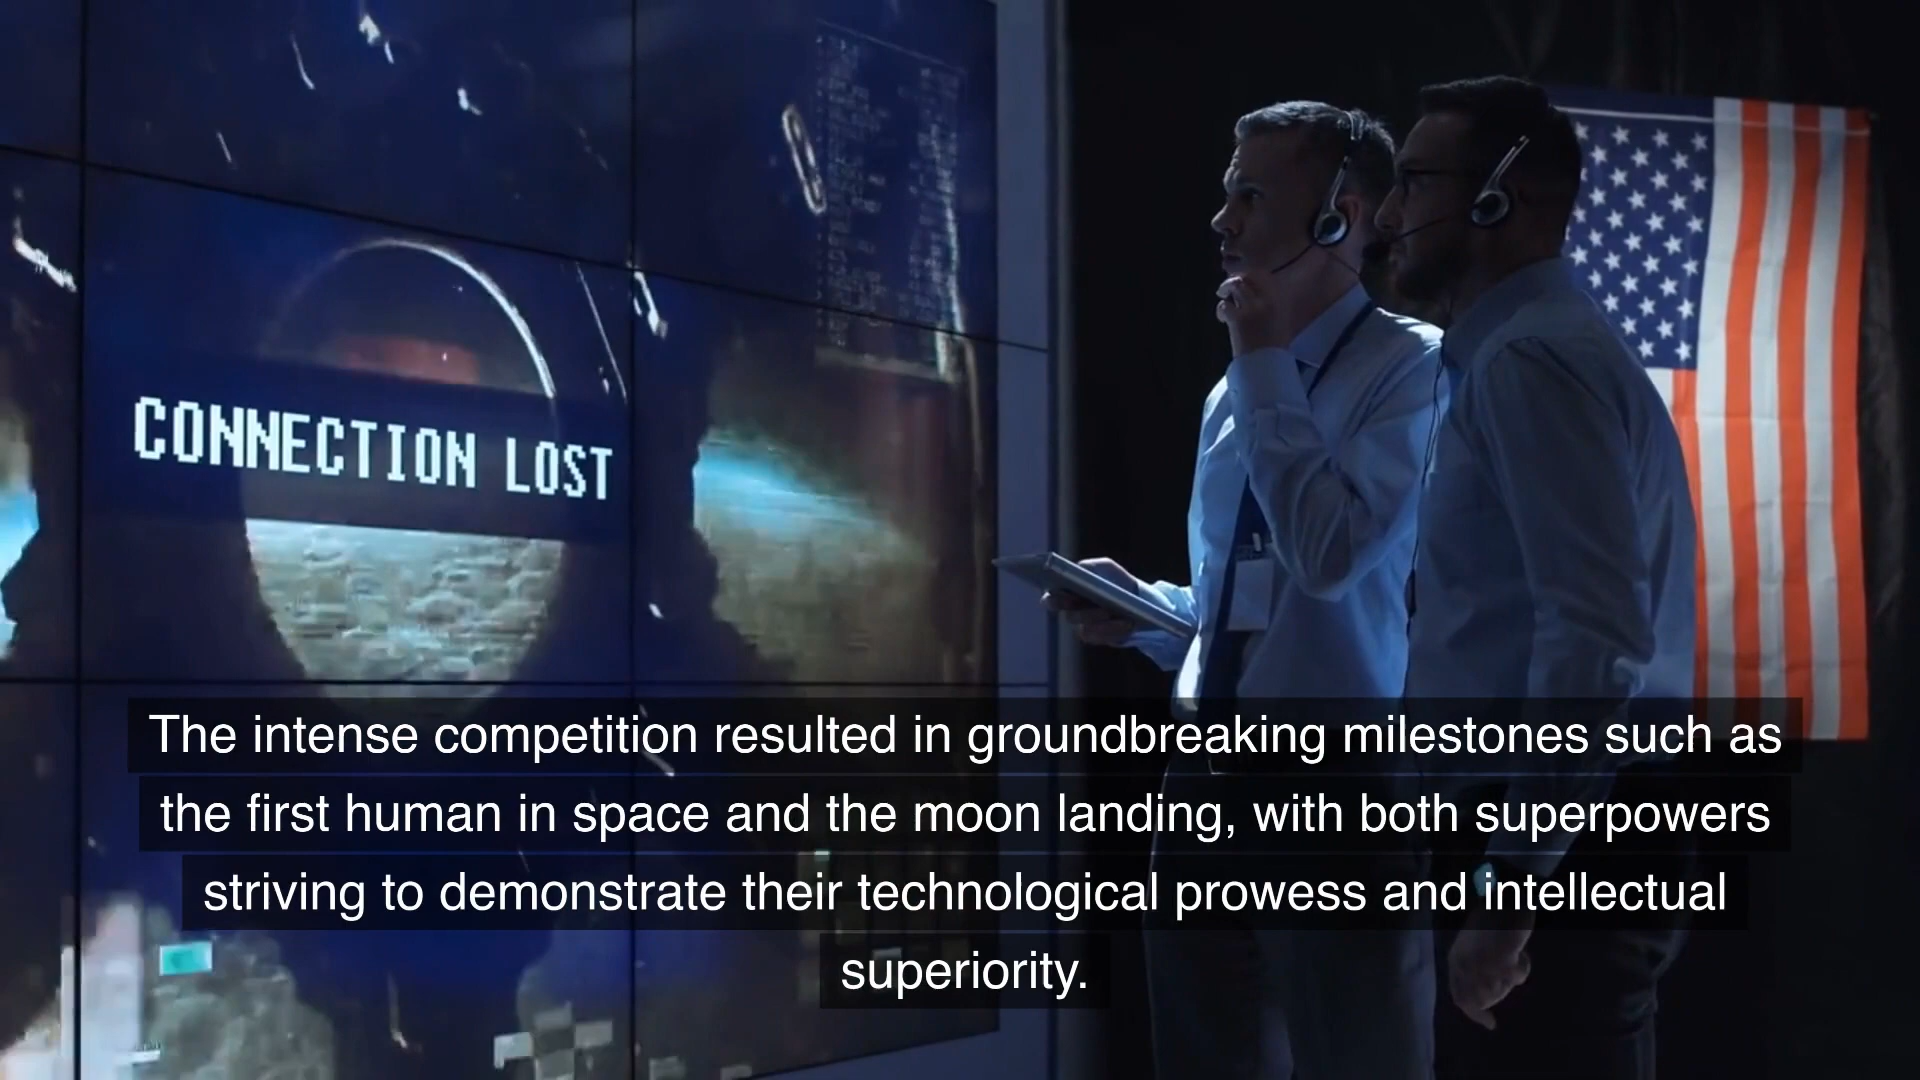 CONNECTION LOST
The intense competition resulted in groundbreaking milestones such as
the first human in space and the moon landing, with both superpowers
striving to demonstrate their technological prowess and intellectual
superiority.